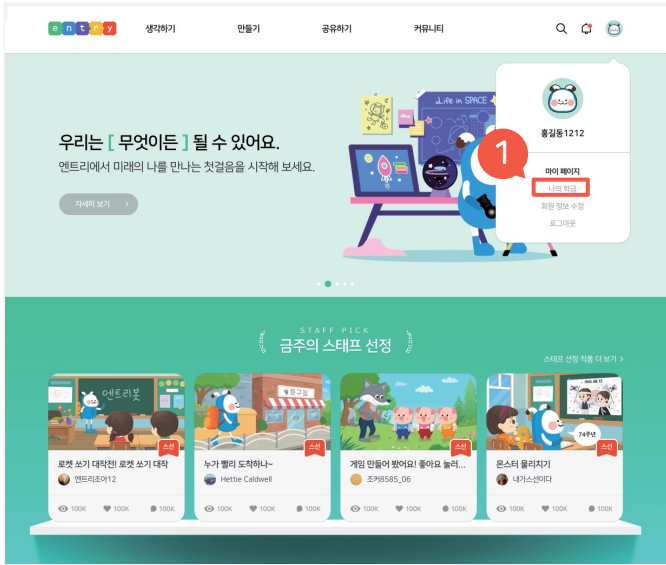 entry
생각하기 만들기 공유하기 커뮤니티
Life in SPACE
홍길동1212
1
마이 페이지
나의 학급
회원 정보 수정
로그아웃
우리는 [ 무엇이든 ] 될 수 있어요.
엔트리에서 미래의 나를 만나는 첫걸음을 시작해 보세요.
자세히 보기 >
STAFF PICK
금주의 스태프 선정
스태프 선정 작품 더 보기 >
엔트리봇
스선
로켓 쏘기 대작전! 로켓 쏘기 대작
엔트리조아12
100K 100K 100K
문구점
스선
누가 빨리 도착하나~
Hettie Caldwell
100K 100K 100K
스선
게임 만들어 봤어요! 좋아요 눌러...
조커8585_06
100K 100K 100K
74주년
스선
몬스터 물리치기
내가스선이다
100K 100K 100K